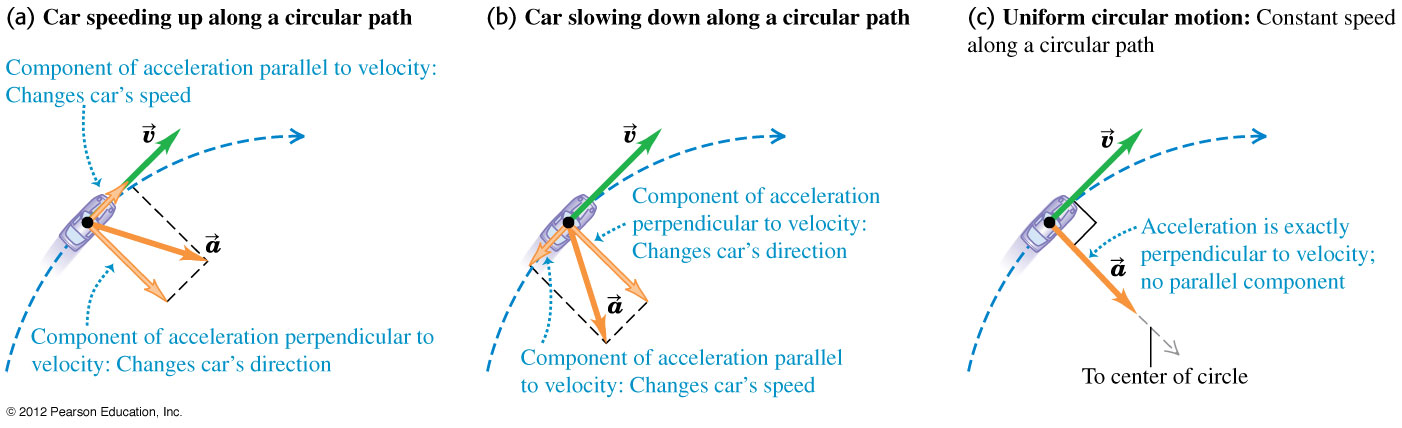 (a) Car speeding up along a circular path
Component of acceleration parallel to velocity:
Changes car's speed
v⃗
a⃗
Component of acceleration perpendicular to
velocity: Changes car's direction
(b) Car slowing down along a circular path
v⃗
Component of acceleration
perpendicular to velocity:
Changes car's direction
a⃗
Component of acceleration parallel
to velocity: Changes car's speed
(c) Uniform circular motion: Constant speed
along a circular path
v⃗
Acceleration is exactly
perpendicular to velocity;
no parallel component
a⃗
To center of circle
© 2012 Pearson Education, Inc.